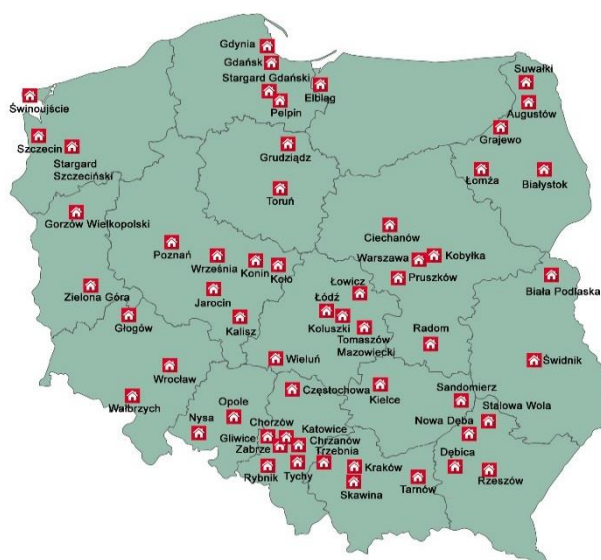 Gdynia
Gdańsk
Stargard Gdański
Pelpin
Elbląg
Suwałki
Augustów
Grajewo
Świnoujście
Szczecin
Stargard
Szczeciński
Grudziądz
Łomża
Białystok
Toruń
Gorzów Wielkopolski
Ciechanów
Poznań
Września
Konin
Koło
Warszawa
Kobyłka
Pruszków
Biała Podlaska
Zielona Góra
Jarocin
Łowicz
Łódź
Głogów
Kalisz
Koluszki
Tomaszów
Mazowiecki
Radom
Wieluń
Świdnik
Wrocław
Częstochowa
Kielce
Sandomierz
Wałbrzych
Opole
Stalowa Wola
Nysa
Chorzów
Katowice
Nowa Dęba
Gliwice
Chrzanów
Zabrze
Trzebnia
Rybnik
Tychy
Kraków
Skawina
Tarnów
Dębica
Rzeszów